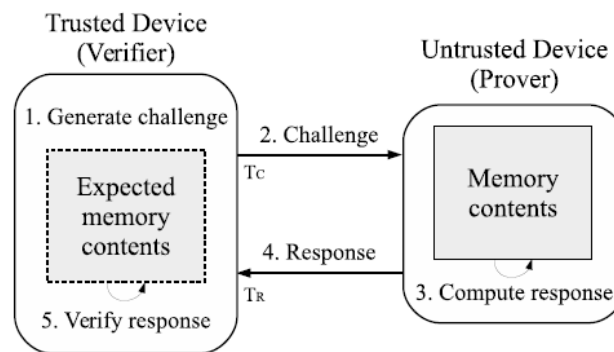 Trusted Device
(Verifier)
1. Generate challenge
Expected
memory
contents
5. Verify response
2. Challenge
TC
4. Response
TR
Untrusted Device
(Prover)
Memory
contents
3. Compute response